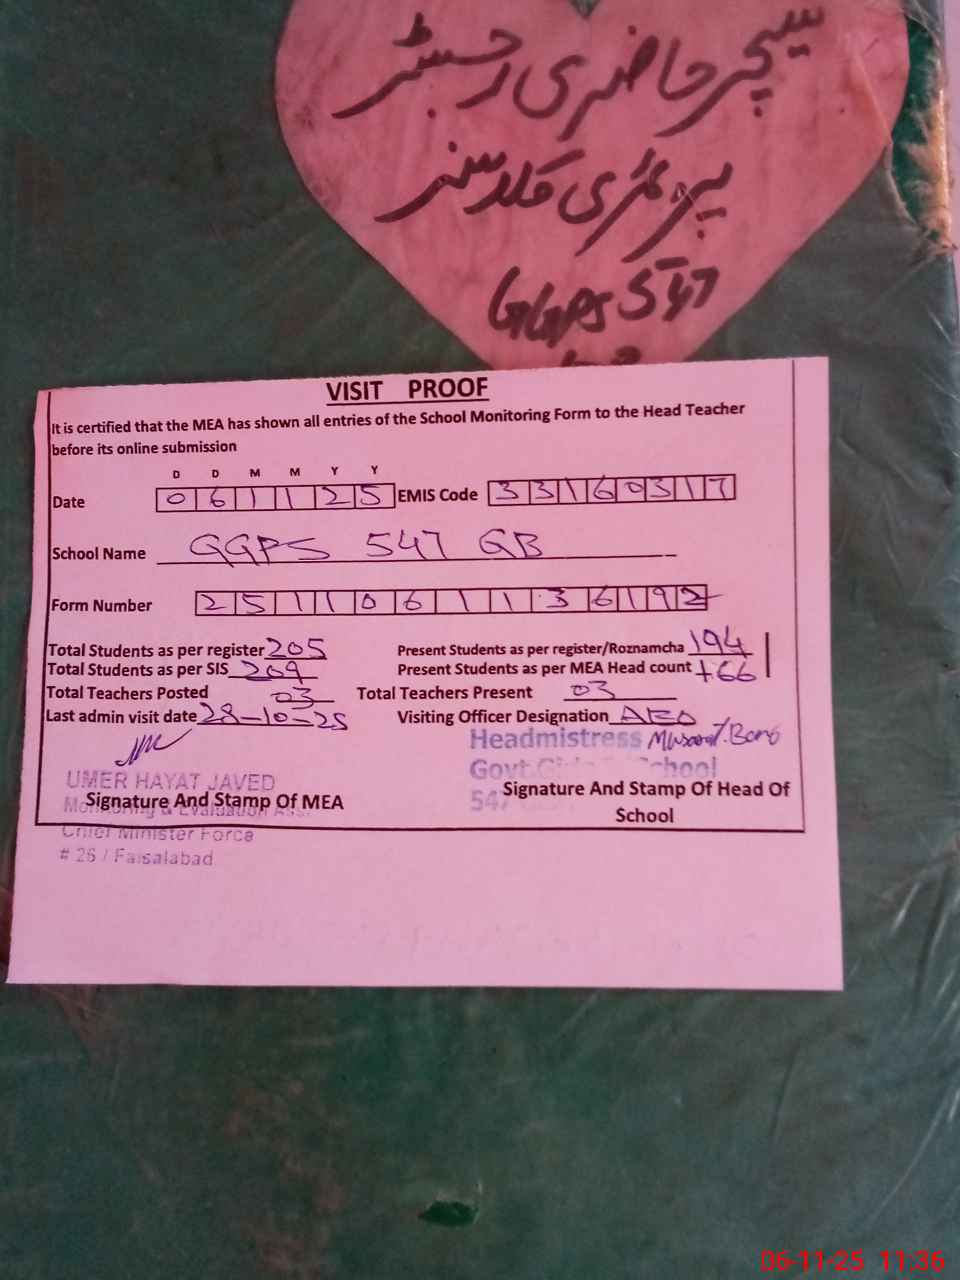 ٹیچر حاضری رجسٹر
پرائمری کلاسز
GGPS 547
VISIT PROOF
It is certified that the MEA has shown all entries of the School Monitoring Form to the Head Teacher
before its online submission
D D M M Y Y
Date 0 6 1 1 2 5 EMIS Code 3 3 1 6 0 3 1 7
School Name GGPS 547 GB
Form Number 2 5 1 1 0 6 1 1 3 6 1 9 2
Total Students as per register 205 Present Students as per register/Roznamcha 194
Total Students as per SIS 209 Present Students as per MEA Head count 166
Total Teachers Posted 03 Total Teachers Present 03
Last admin visit date 28-10-25 Visiting Officer Designation AEO
Headmistress
Govt. Girls School
547
UMER HAYAT JAVED
Monitoring & Evaluation Ass
Signature And Stamp Of MEA Signature And Stamp Of Head Of
School
Chief Minister Force
# 26 / Faisalabad
06-11-25 11:36